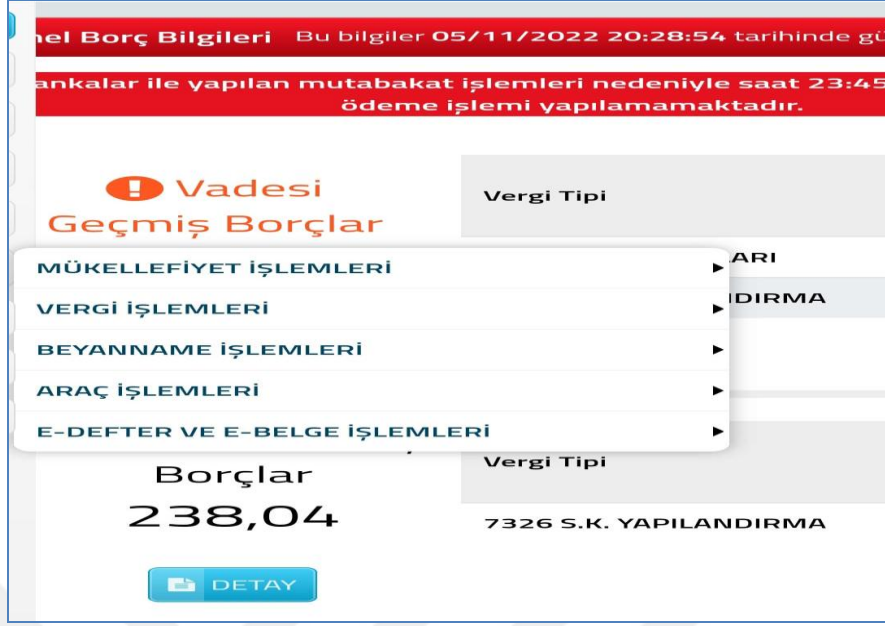 nel Borç Bilgileri Bu bilgiler 05/11/2022 20:28:54 tarihinde gü
ankalar ile yapılan mutabakat işlemleri nedeniyle saat 23:45
ödeme işlemi yapılamamaktadır.
Vadesi
Geçmiş Borçlar
Vergi Tipi
MÜKELLEFİYET İŞLEMLERİ
ARI
VERGİ İŞLEMLERİ
NDIRMA
BEYANNAME İŞLEMLERİ
ARAÇ İŞLEMLERİ
E-DEFTER VE E-BELGE İŞLEMLERİ
Borçlar
Vergi Tipi
238,04
7326 S.K. YAPILANDIRMA
DETAY